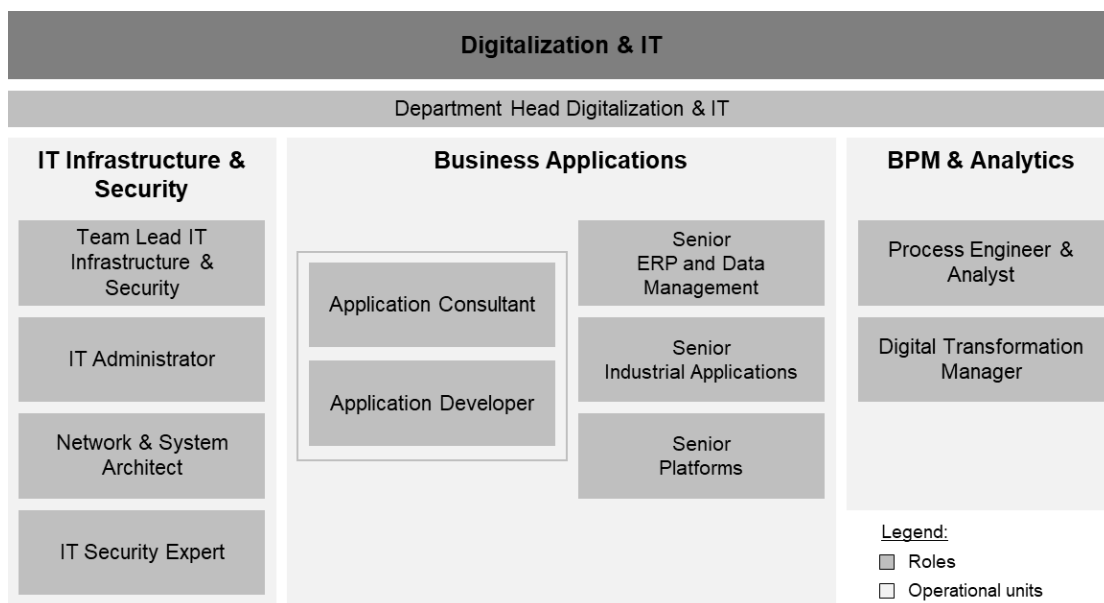 Digitalization & IT
Department Head Digitalization & IT
IT Infrastructure &
Security
Team Lead IT
Infrastructure &
Security
IT Administrator
Network & System
Architect
IT Security Expert
Business Applications
Application Consultant
Application Developer
Senior
ERP and Data
Management
Senior
Industrial Applications
Senior
Platforms
BPM & Analytics
Process Engineer &
Analyst
Digital Transformation
Manager
Legend:
Roles
Operational units